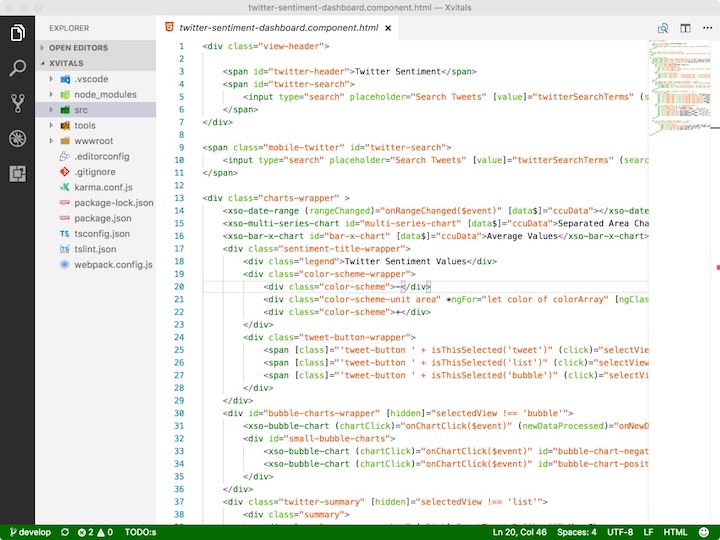 twitter-sentiment-dashboard.component.html — Xvitals
EXPLORER
OPEN EDITORS
XVITALS
.vscode
node_modules
src
tools
wwwroot
.editorconfig
.gitignore
karma.conf.js
package-lock.json
package.json
TS tsconfig.json
TS tslint.json
webpack.config.js
twitter-sentiment-dashboard.component.html ×
1 <div class="view-header">
2
3 <span id="twitter-header">Twitter Sentiment</span>
4 <span id="twitter-search">
5 <input type="search" placeholder="Search Tweets" [value]="twitterSearchTerms" (s
6 </span>
7 </div>
8
9 <span class="mobile-twitter" id="twitter-search">
10 <input type="search" placeholder="Search Tweets" [value]="twitterSearchTerms" (searc
11 </span>
12
13 <div class="charts-wrapper" >
14 <xso-date-range (rangeChanged)="onRangeChanged($event)" [data$]="ccuData"></xso-date
15 <xso-multi-series-chart id="multi-series-chart" [data$]="ccuData">Separated Area Cha
16 <xso-bar-x-chart id="bar-x-chart" [data$]="ccuData">Average Values</xso-bar-x-chart>
17 <div class="sentiment-title-wrapper">
18 <div class="legend">Twitter Sentiment Values</div>
19 <div class="color-scheme-wrapper">
20 <div class="color-scheme">-</div>
21 <div class="color-scheme-unit area" *ngFor="let color of colorArray" [ngClas
22 <div class="color-scheme">+</div>
23 </div>
24 <div class="tweet-button-wrapper">
25 <span [class]="'tweet-button ' + isThisSelected('tweet')" (click)="selectVie
26 <span [class]="'tweet-button ' + isThisSelected('list')" (click)="selectView
27 <span [class]="'tweet-button ' + isThisSelected('bubble')" (click)="selectVi
28 </div>
29 </div>
30 <div id="bubble-charts-wrapper" [hidden]="selectedView !== 'bubble'">
31 <xso-bubble-chart (chartClick)="onChartClick($event)" (newDataProcessed)="onNewD
32 <div id="small-bubble-charts">
33 <xso-bubble-chart (chartClick)="onChartClick($event)" id="bubble-chart-negat
34 <xso-bubble-chart (chartClick)="onChartClick($event)" id="bubble-chart-posit
35 </div>
36 </div>
37 <div class="twitter-summary" [hidden]="selectedView !== 'list'">
38 <div class="summary">
develop 2 0 TODO:s Ln 20, Col 46 Spaces: 4 UTF-8 LF HTML